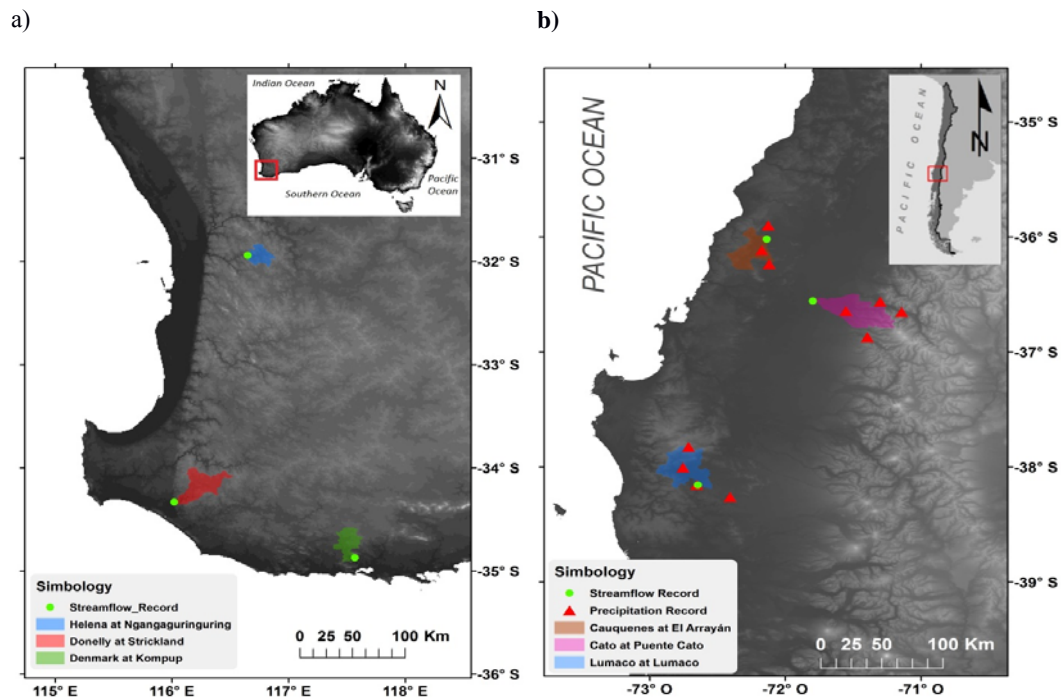 a)
b)
Indian Ocean
N
Pacific
Ocean
Southern Ocean
-31° S
-32° S
-33° S
-34° S
-35° S
-36° S
Simbology
Streamflow_Record
Helena at Ngangaguringuring
Donelly at Strickland
Denmark at Kompup
0 25 50 100 Km
115°E 116°E 117°E 118°E
PACIFIC OCEAN
PACIFIC OCEAN
N
-35° S
-36° S
-37° S
-38° S
-39° S
Simbology
Streamflow Record
Precipitation Record
Cauquenes at El Arrayán
Cato at Puente Cato
Lumaco at Lumaco
0 25 50 100 Km
-73 O -72° O -71° O